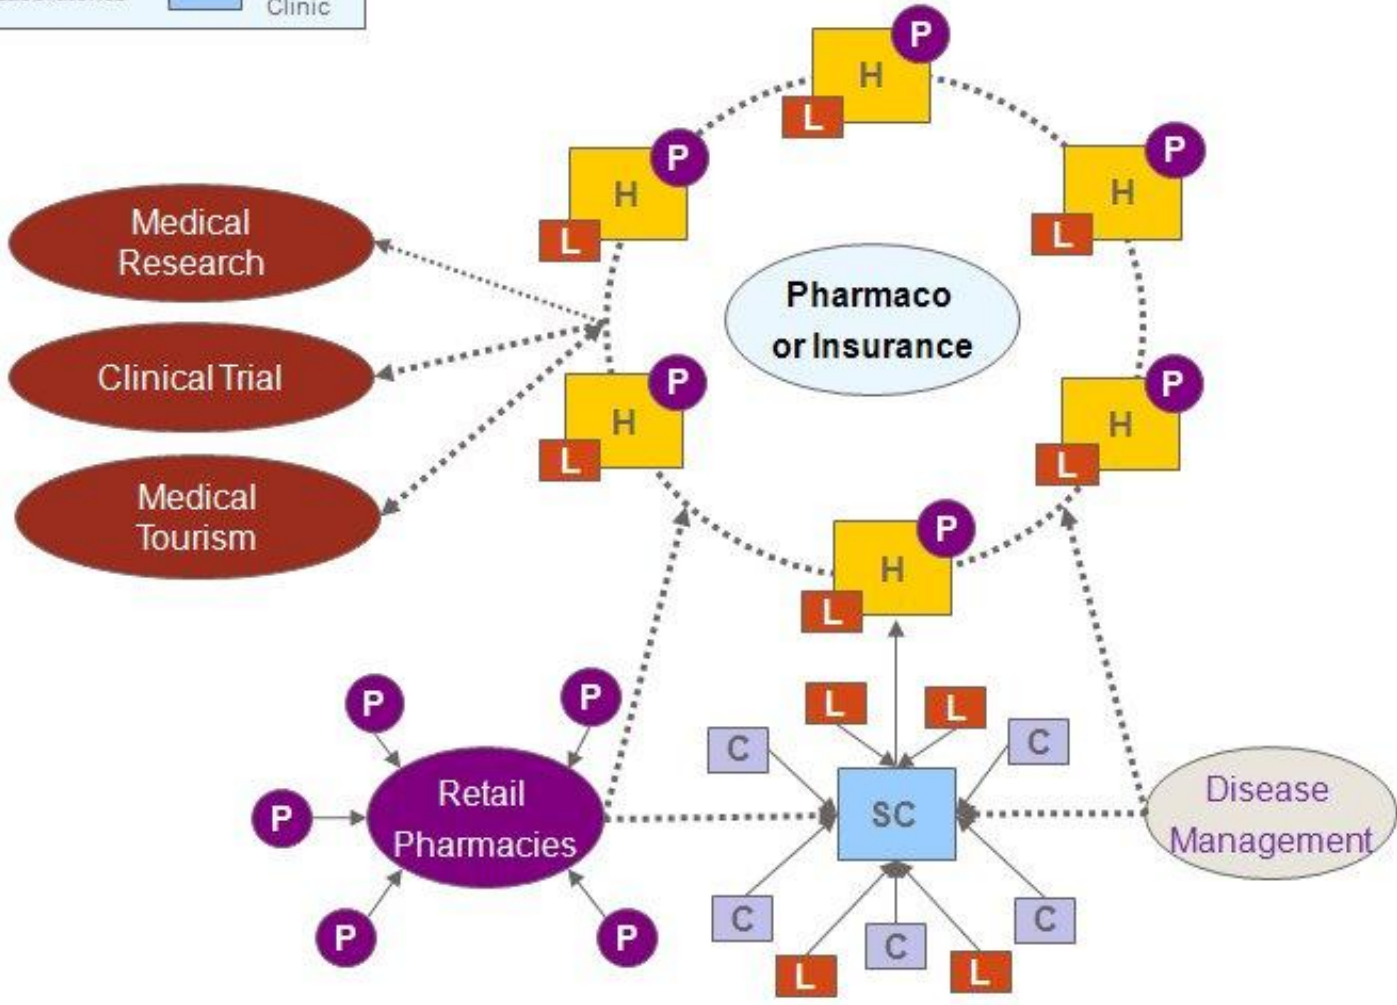 Clinic
P
H
L
P
H
L
P
H
L
Medical
Research
Pharmaco
or Insurance
Clinical Trial
P
H
L
P
H
L
Medical
Tourism
P
H
L
P
P
L
L
C
C
Retail
Pharmacies
P
SC
Disease
Management
C
C
C
P
P
L
L